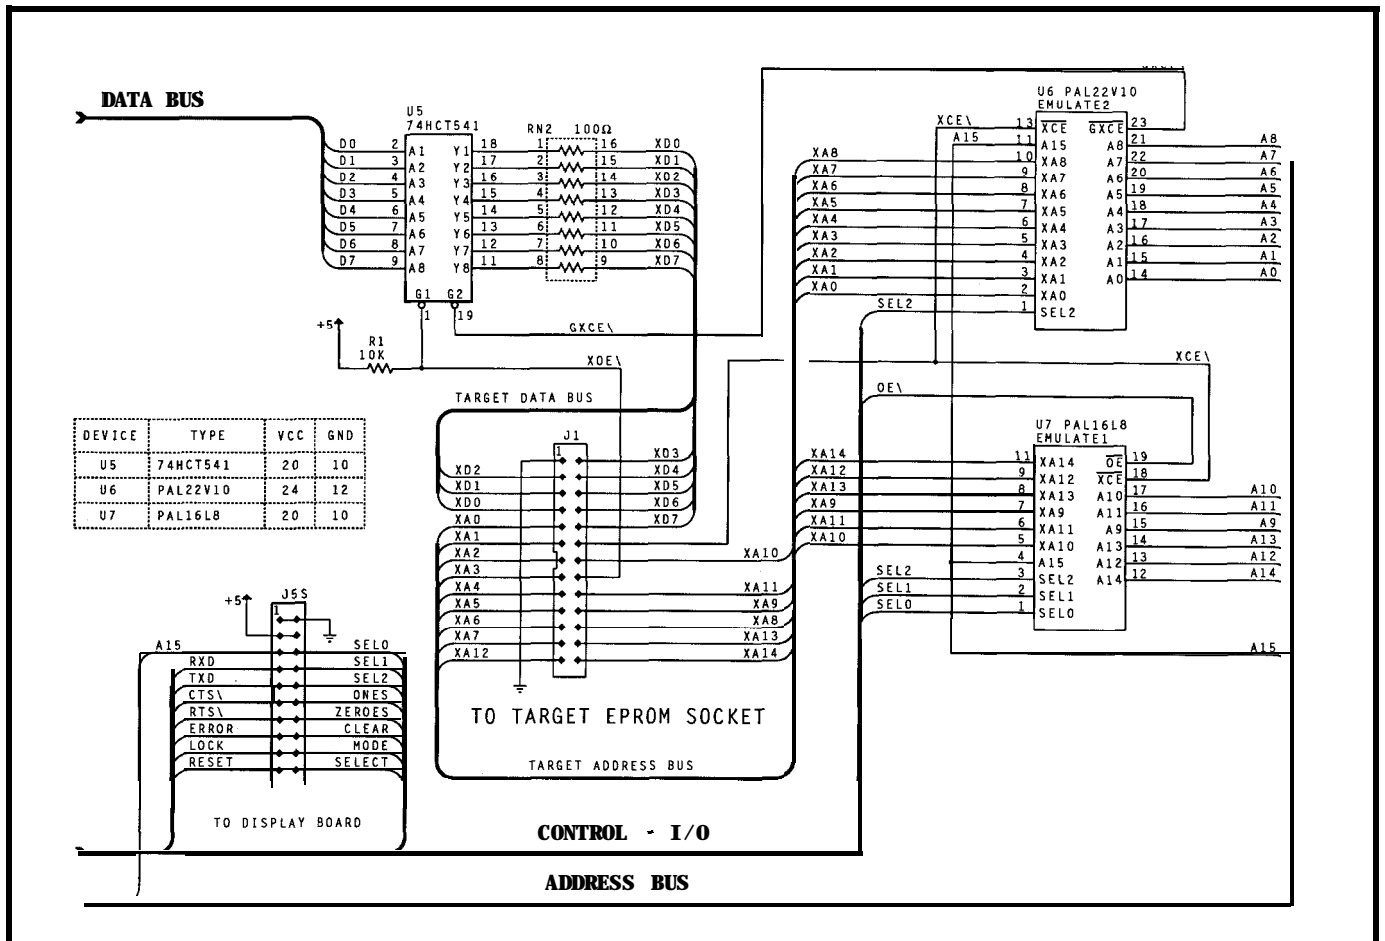 DATA BUS
U5
74HCT541
RN2 100Ω
D0 2 A1 Y1 18 1 16 XD0
D1 3 A2 Y2 17 2 15 XD1
D2 4 A3 Y3 16 3 14 XD2
D3 5 A4 Y4 15 4 13 XD3
D4 6 A5 Y5 14 5 12 XD4
D5 7 A6 Y6 13 6 11 XD5
D6 8 A7 Y7 12 7 10 XD6
D7 9 A8 Y8 11 8 9 XD7
G1 G2
1 19
+5
GXCE\
R1
10K
XOE\
TARGET DATA BUS
U6 PAL22V10
EMULATE2
XCE\ 13 XCE GXCE 23
A15 11 A15 A8 21 A8
XA8 10 XA8 A7 22 A7
XA7 9 XA7 A6 20 A6
XA6 8 XA6 A5 19 A5
XA5 7 XA5 A4 18 A4
XA4 6 XA4 A3 17 A3
XA3 5 XA3 A2 16 A2
XA2 4 XA2 A1 15 A1
XA1 3 XA1 A0 14 A0
XA0 2 XA0
SEL2 1 SEL2
XCE\
OE\
U7 PAL16L8
EMULATE1
XA14 11 XA14 OE 19
XA12 9 XA12 XCE 18
XA13 8 XA13 A10 17 A10
XA9 7 XA9 A11 16 A11
XA11 6 XA11 A9 15 A9
XA10 5 XA10 A13 14 A13
4 A15 A12 13 A12
SEL2 3 SEL2 A14 12 A14
SEL1 2 SEL1
SEL0 1 SEL0
A15
DEVICE TYPE VCC GND
U5 74HCT541 20 10
U6 PAL22V10 24 12
U7 PAL16L8 20 10
J1
1
XD3
XD2 XD4
XD1 XD5
XD0 XD6
XA0 XD7
XA1
XA2 XA10
XA3
XA4 XA11
XA5 XA9
XA6 XA8
XA7 XA13
XA12 XA14
TO TARGET EPROM SOCKET
TARGET ADDRESS BUS
J5S
+5
1
A15 SEL0
RXD SEL1
TXD SEL2
CTS\ ONES
RTS\ ZEROES
ERROR CLEAR
LOCK MODE
RESET SELECT
TO DISPLAY BOARD
CONTROL - I/O
ADDRESS BUS